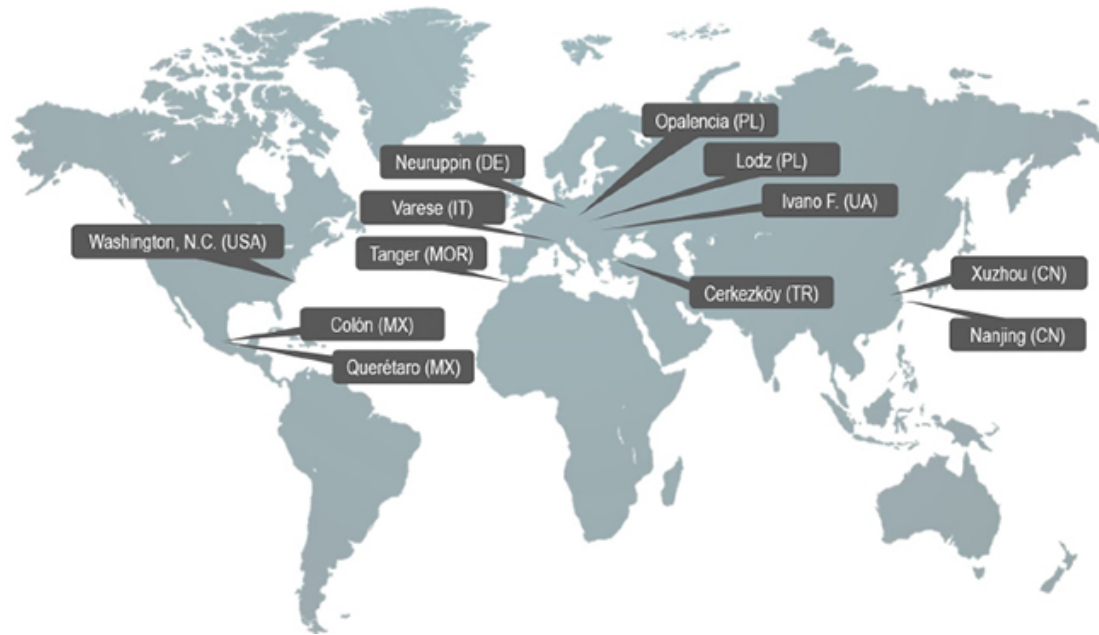 Opalencia (PL)
Neuruppin (DE)
Lodz (PL)
Ivano F. (UA)
Varese (IT)
Washington, N.C. (USA)
Tanger (MOR)
Xuzhou (CN)
Cerkezköy (TR)
Colón (MX)
Nanjing (CN)
Querétaro (MX)